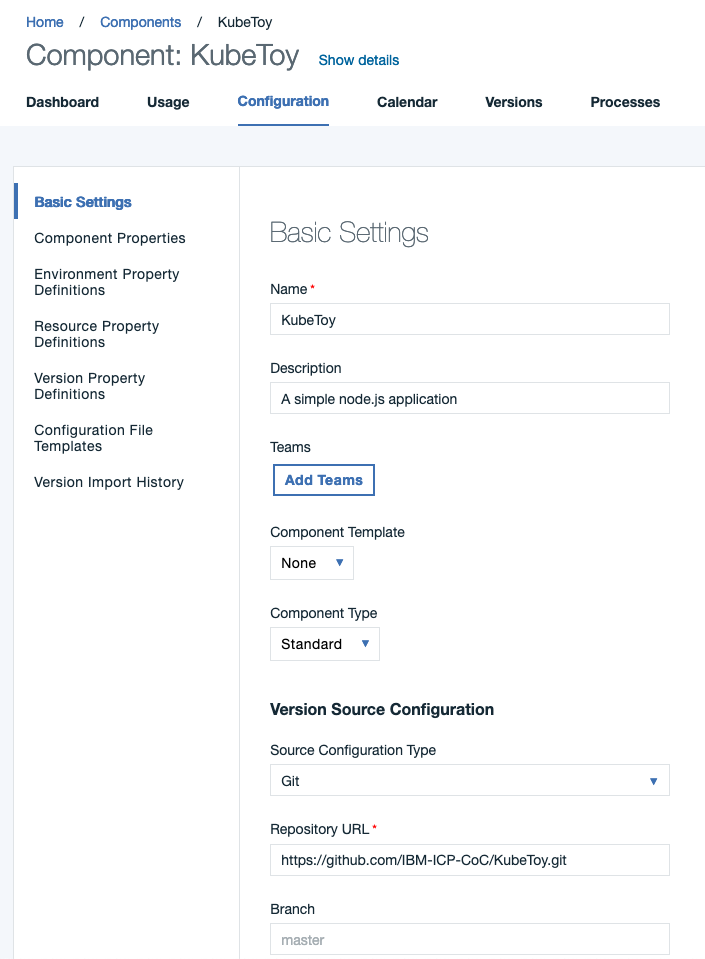 Home / Components / KubeToy
Component: KubeToy Show details
Dashboard Usage Configuration Calendar Versions Processes
Basic Settings
Component Properties
Environment Property
Definitions
Resource Property
Definitions
Version Property
Definitions
Configuration File
Templates
Version Import History
Basic Settings
Name *
KubeToy
Description
A simple node.js application
Teams
Add Teams
Component Template
None
Component Type
Standard
Version Source Configuration
Source Configuration Type
Git
Repository URL *
https://github.com/IBM-ICP-CoC/KubeToy.git
Branch
master